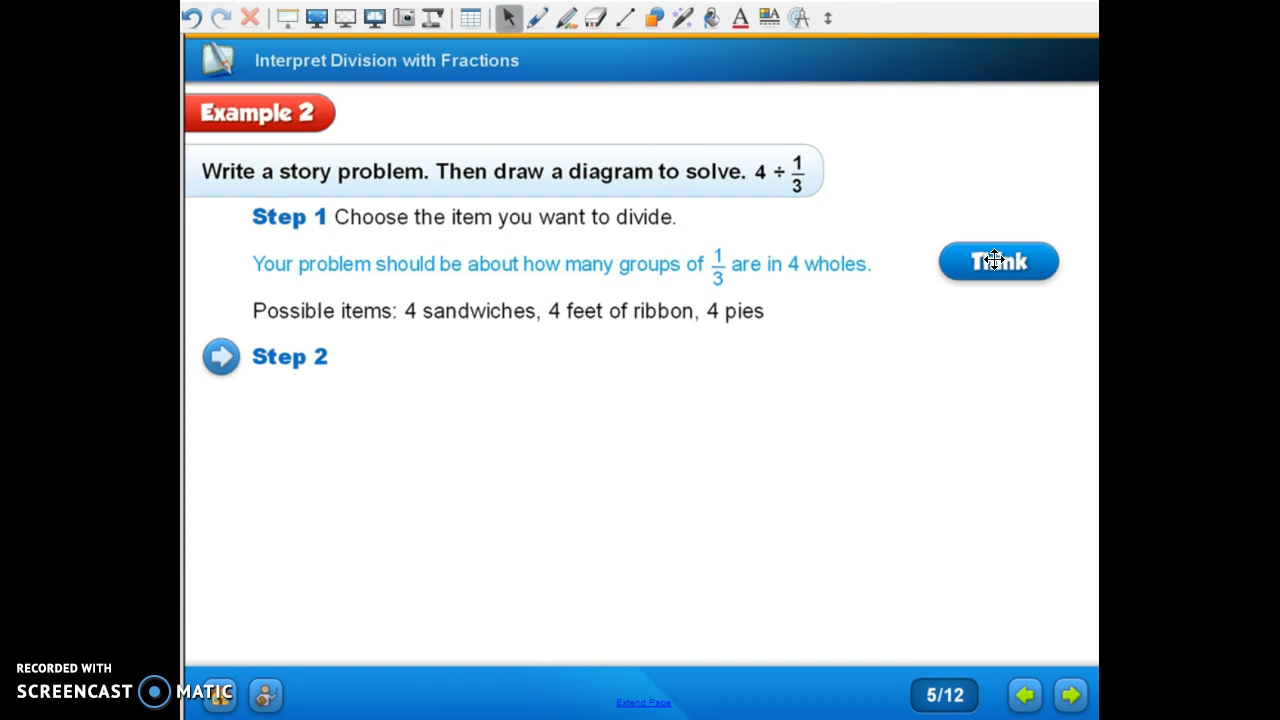 Interpret Division with Fractions
Example 2
Write a story problem. Then draw a diagram to solve. 4 ÷ 1/3
Step 1 Choose the item you want to divide.
Your problem should be about how many groups of 1/3 are in 4 wholes.
Think
Possible items: 4 sandwiches, 4 feet of ribbon, 4 pies
Step 2
RECORDED WITH
SCREENCAST MATIC
Extend Page
5/12